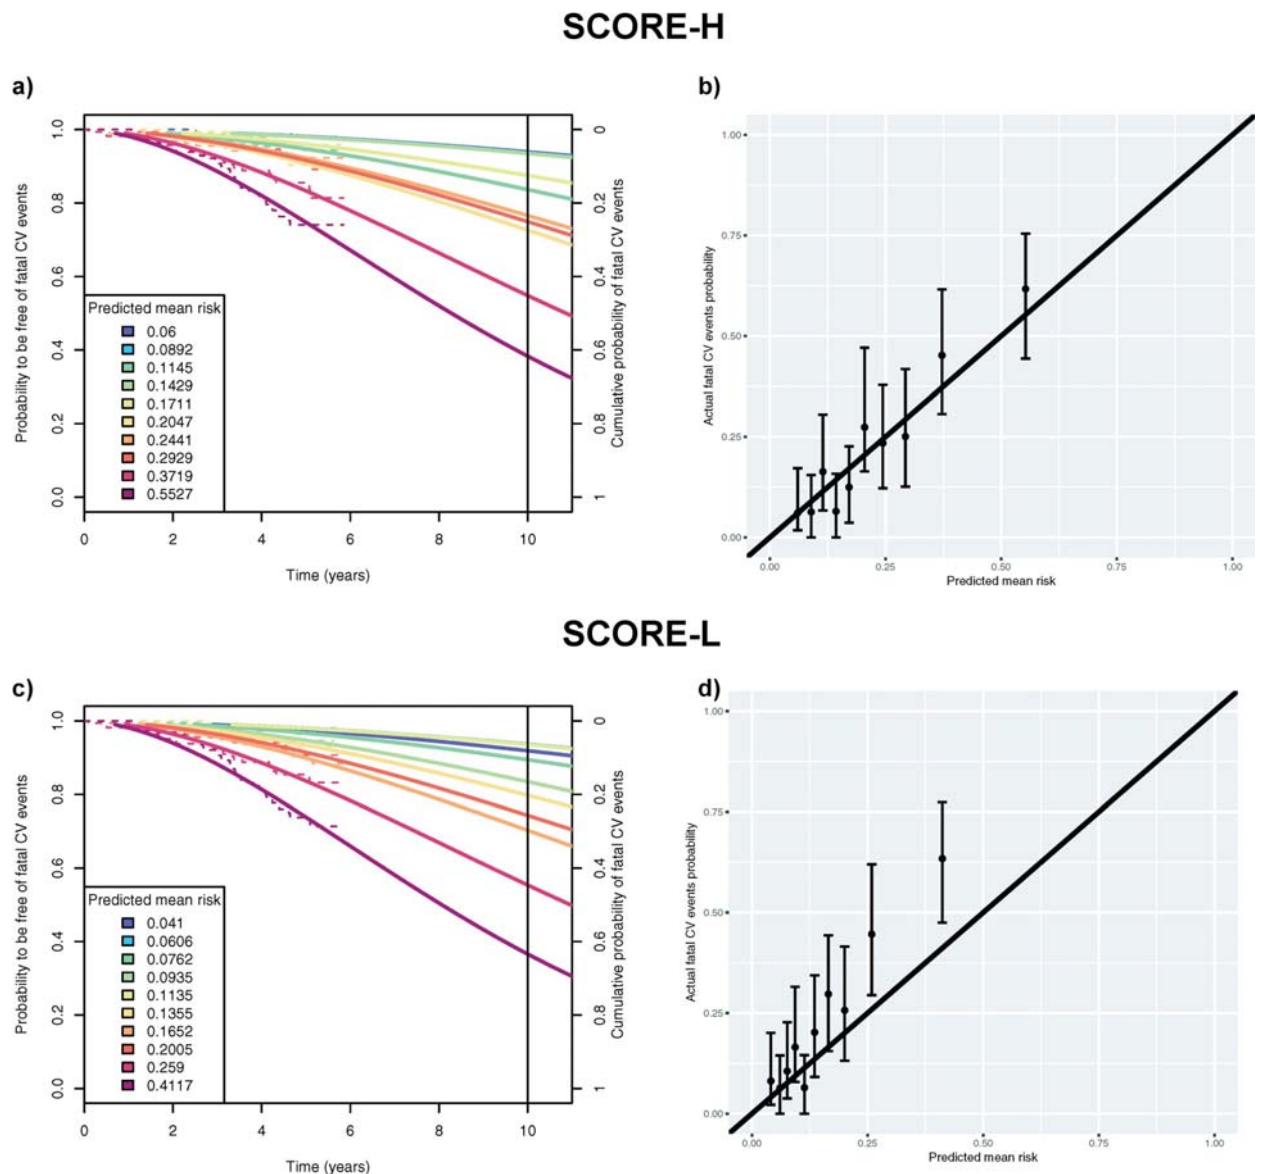 SCORE-H
a)
Probability to be free of fatal CV events
1.0
0.8
0.6
0.4
0.2
0.0
Predicted mean risk
0.06
0.0892
0.1145
0.1429
0.1711
0.2047
0.2441
0.2929
0.3719
0.5527
0
0.2
0.4
0.6
0.8
1
Cumulative probability of fatal CV events
0 2 4 6 8 10
Time (years)
b)
Actual fatal CV events probability
1.00
0.75
0.50
0.25
0.00
0.00 0.25 0.50 0.75 1.00
Predicted mean risk
SCORE-L
c)
Probability to be free of fatal CV events
1.0
0.8
0.6
0.4
0.2
0.0
Predicted mean risk
0.041
0.0606
0.0762
0.0935
0.1135
0.1355
0.1652
0.2005
0.259
0.4117
0
0.2
0.4
0.6
0.8
1
Cumulative probability of fatal CV events
0 2 4 6 8 10
Time (years)
d)
Actual fatal CV events probability
1.00
0.75
0.50
0.25
0.00
0.00 0.25 0.50 0.75 1.00
Predicted mean risk